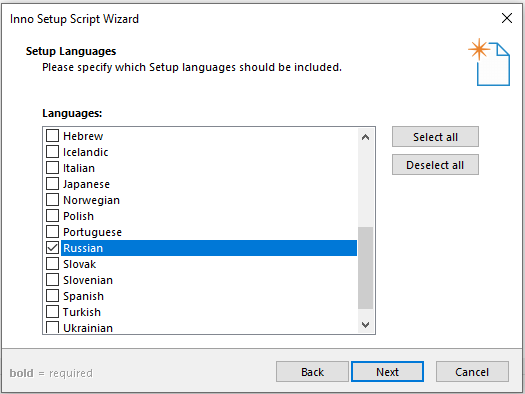 Inno Setup Script Wizard
Setup Languages
Please specify which Setup languages should be included.
Languages:
Hebrew
Icelandic
Italian
Japanese
Norwegian
Polish
Portuguese
Russian
Slovak
Slovenian
Spanish
Turkish
Ukrainian
Select all
Deselect all
bold = required
Back
Next
Cancel